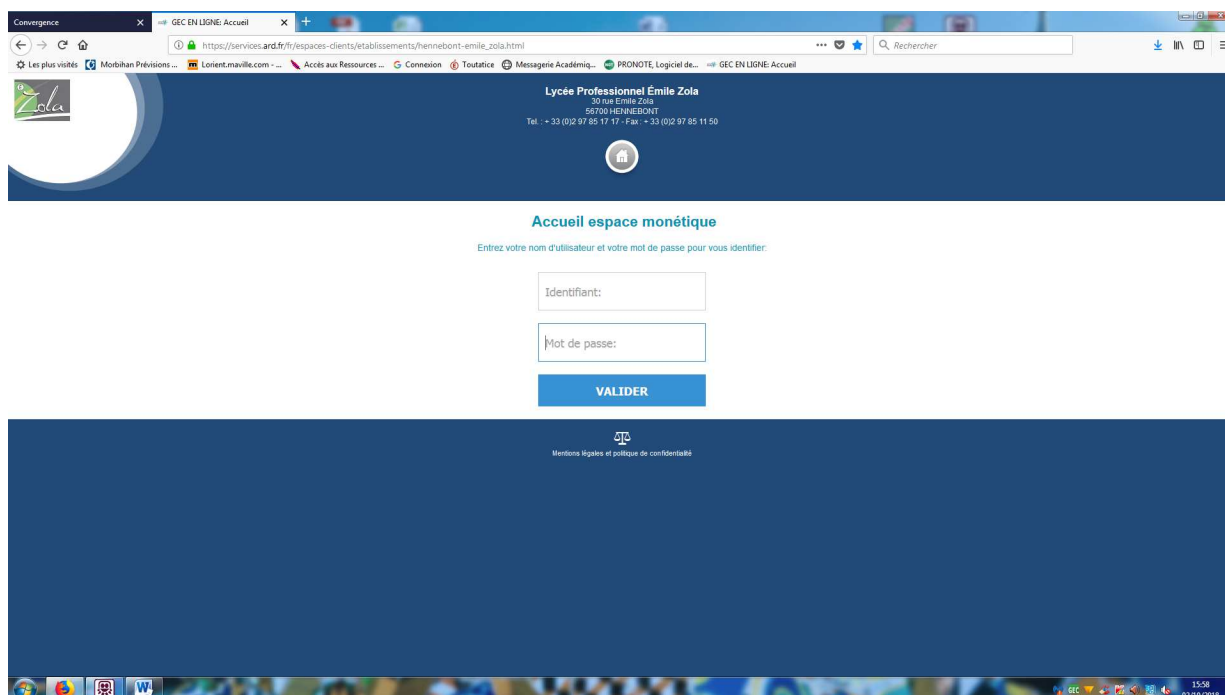 Convergence
GEC EN LIGNE: Accueil
https://services.ard.fr/fr/espaces-clients/etablissements/hennebont-emile_zola.html
Rechercher
Les plus visités Morbihan Prévisions ... Lorient.maville.com - ... Accès aux Ressources ... Connexion Toutatice Messagerie Académiq... PRONOTE, Logiciel de... GEC EN LIGNE: Accueil
Zola
Lycée Professionnel Émile Zola
30 rue Emile Zola
56700 HENNEBONT
Tel. : + 33 (0)2 97 85 17 17 - Fax : + 33 (0)2 97 85 11 50
Accueil espace monétique
Entrez votre nom d'utilisateur et votre mot de passe pour vous identifier:
Identifiant:
Mot de passe:
VALIDER
Mentions légales et politique de confidentialité
GEC
15:58